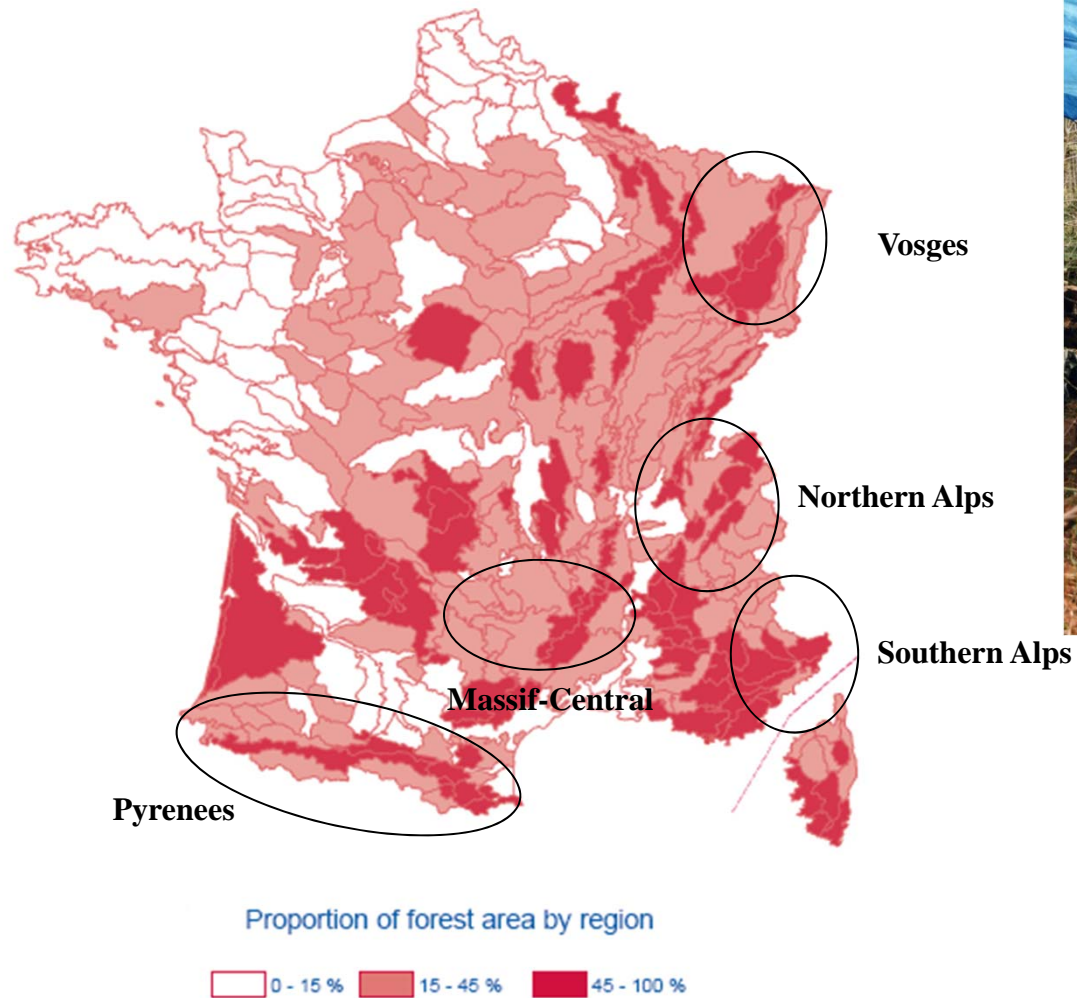 Vosges
Northern Alps
Southern Alps
Massif-Central
Pyrenees
Proportion of forest area by region
0 - 15 % 15 - 45 % 45 - 100 %